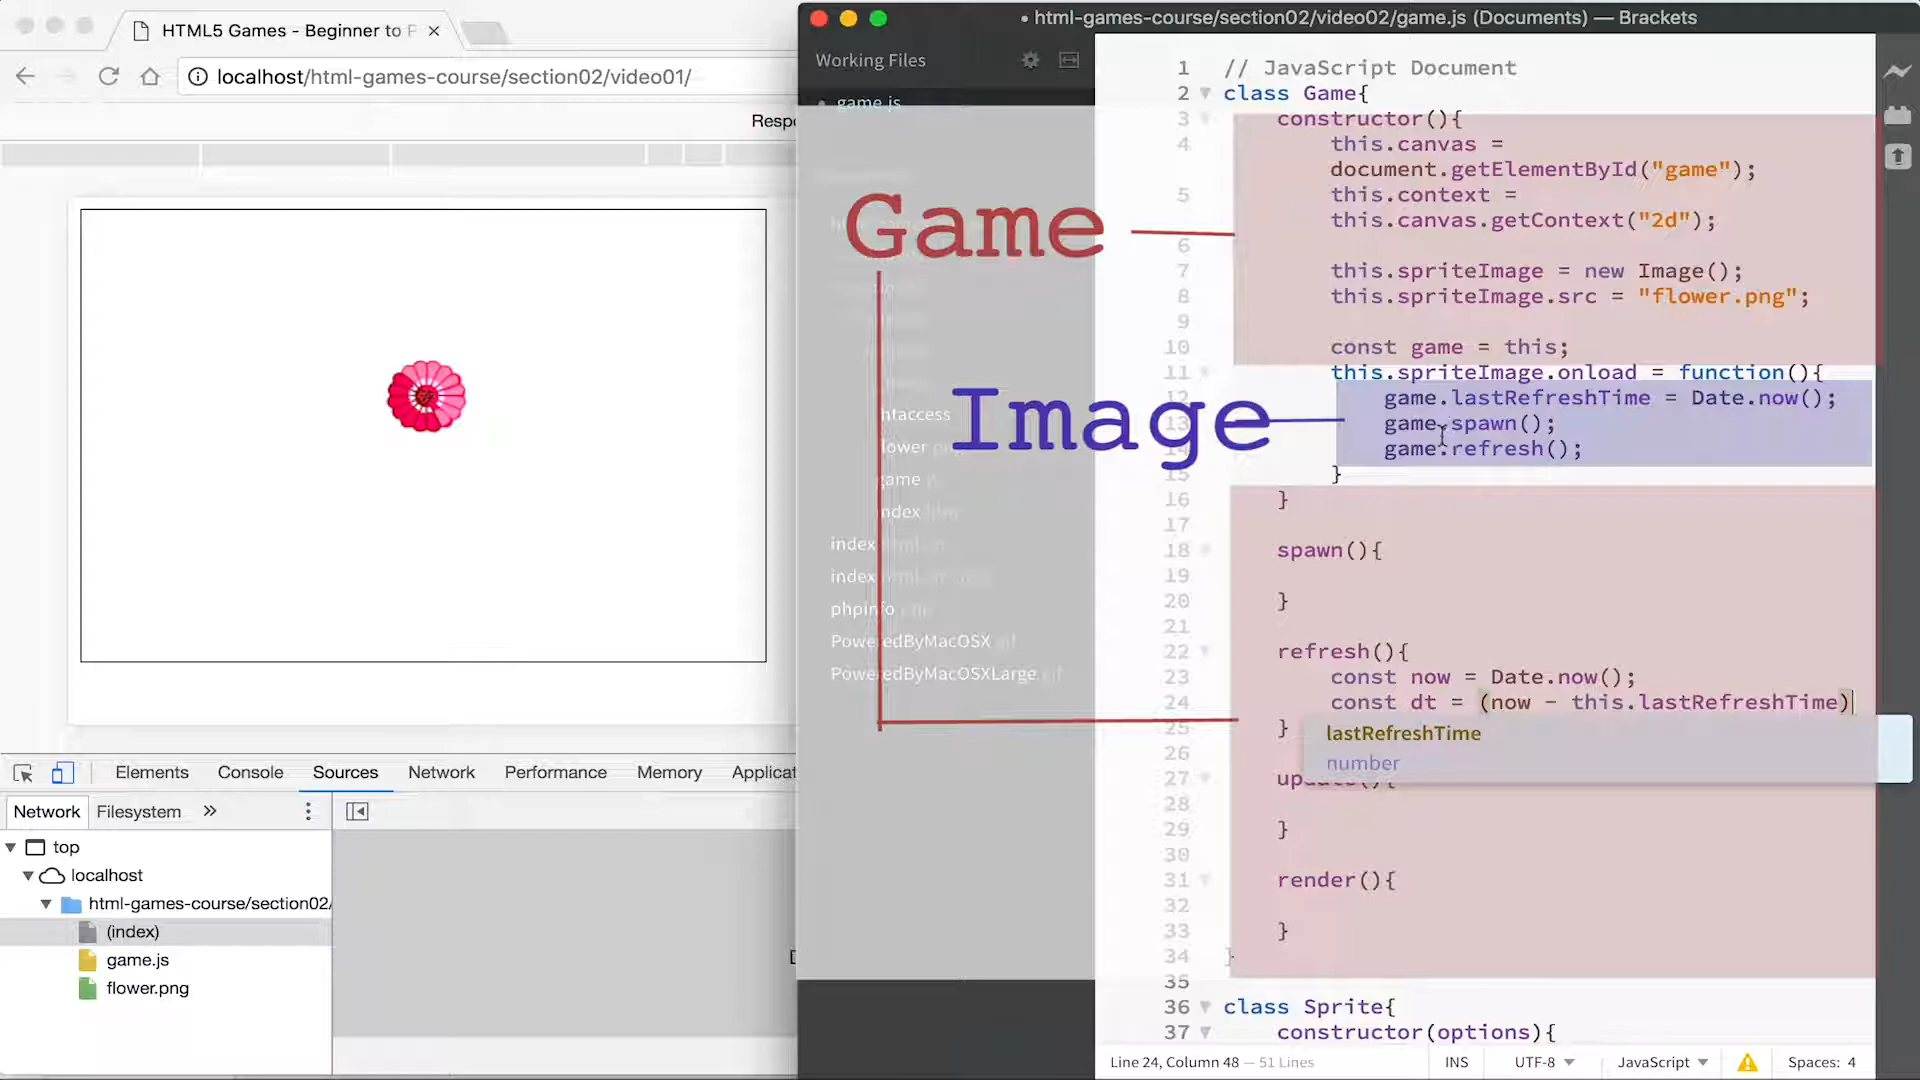 HTML5 Games - Beginner to
localhost/html-games-course/section02/video01/
Elements
Console
Sources
Network
Performance
Memory
Network
Filesystem
top
localhost
html-games-course/section02/
(index)
game.js
flower.png
html-games-course/section02/video02/game.js (Documents) — Brackets
Working Files
game.js
Game
Image
index
index
phpinfo
PoweredByMacOSX
PoweredByMacOSXLarge
1 // JavaScript Document
2 class Game{
3 constructor(){
4 this.canvas =
document.getElementById("game");
5 this.context =
this.canvas.getContext("2d");
6
7 this.spriteImage = new Image();
8 this.spriteImage.src = "flower.png";
9
10 const game = this;
11 this.spriteImage.onload = function(){
12 game.lastRefreshTime = Date.now();
13 game.spawn();
14 game.refresh();
15 }
16 }
17
18 spawn(){
19
20 }
21
22 refresh(){
23 const now = Date.now();
24 const dt = (now - this.lastRefreshTime)
25 }
lastRefreshTime
number
26
27 update(){
28
29 }
30
31 render(){
32
33 }
34 }
35
36 class Sprite{
37 constructor(options){
Line 24, Column 48 — 51 Lines
INS
UTF-8
JavaScript
Spaces: 4